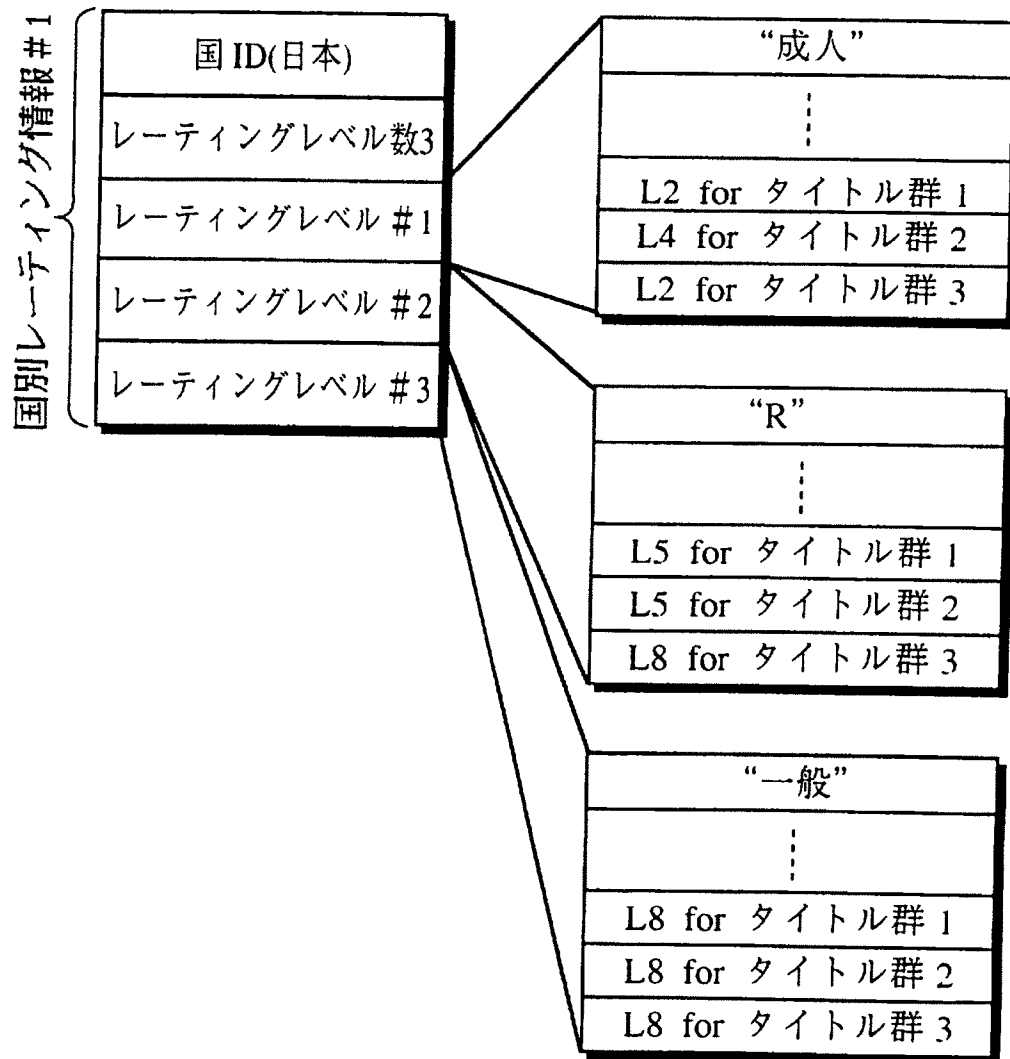 国別レーティング情報#1
国ID(日本)
レーティングレベル数3
レーティングレベル #1
レーティングレベル #2
レーティングレベル #3
“成人”
L2 for タイトル群 1
L4 for タイトル群 2
L2 for タイトル群 3
“R”
L5 for タイトル群 1
L5 for タイトル群 2
L8 for タイトル群 3
“一般”
L8 for タイトル群 1
L8 for タイトル群 2
L8 for タイトル群 3